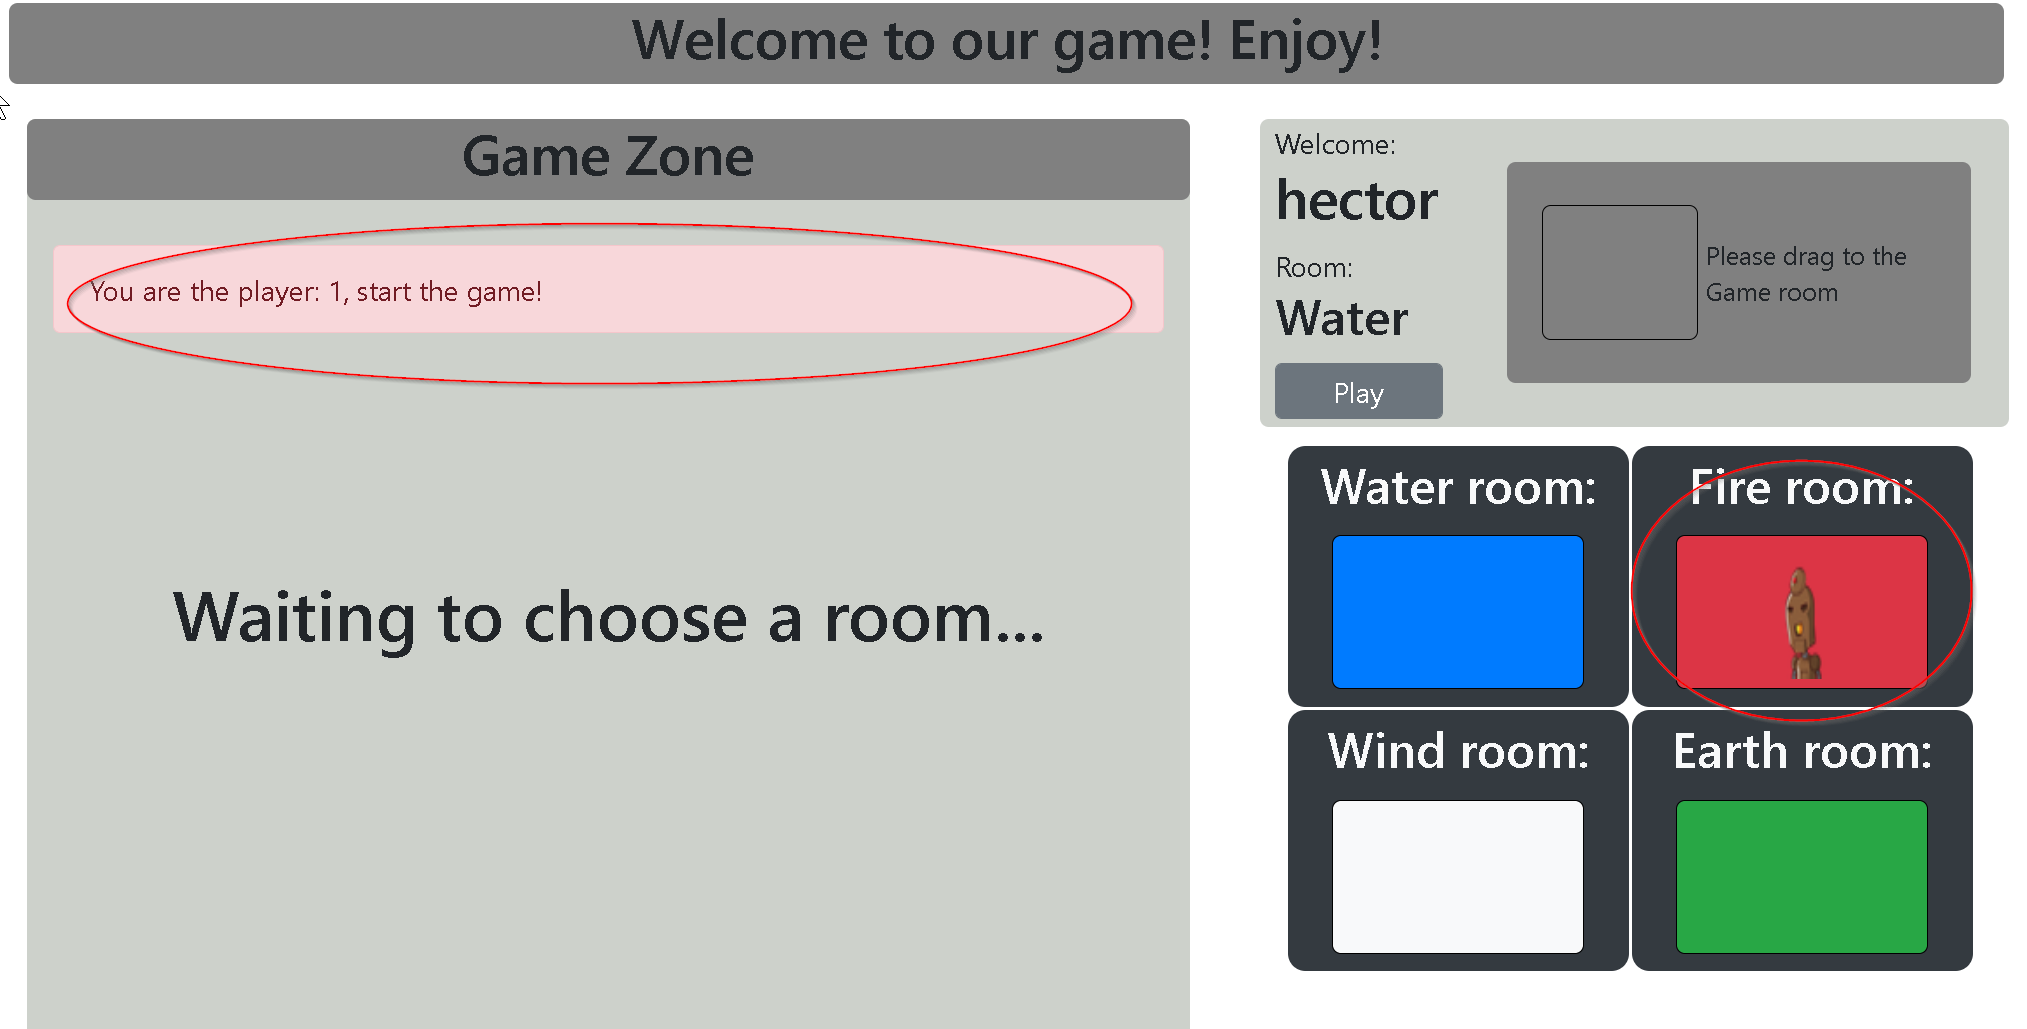 Welcome to our game! Enjoy!
Game Zone
You are the player: 1, start the game!
Waiting to choose a room...
Welcome:
hector
Room:
Water
Play
Please drag to the
Game room
Water room:
Fire room:
Wind room:
Earth room: